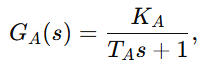 G_A(s) = \frac{K_A}{T_A s + 1},